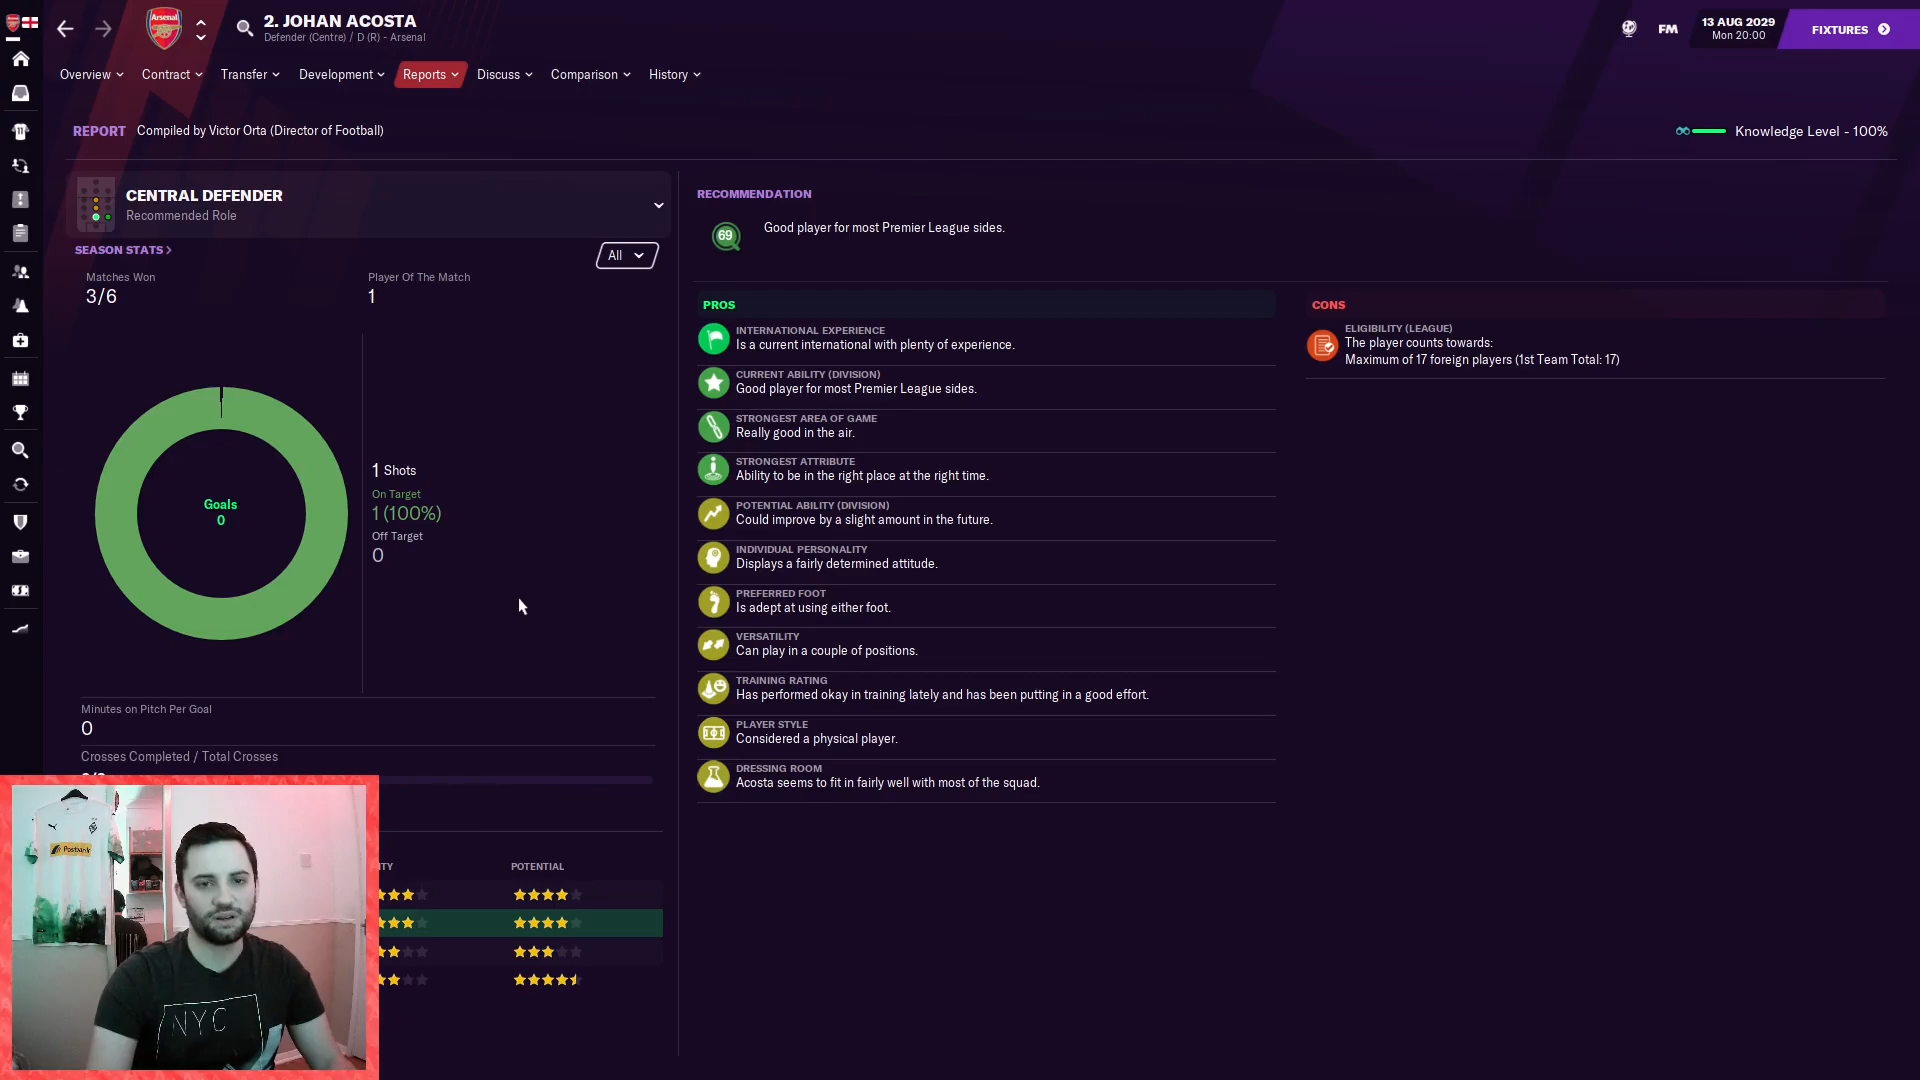 2. JOHAN ACOSTA
Defender (Centre) / D (R) - Arsenal
Arsenal
FM
13 AUG 2029
Mon 20:00
FIXTURES
Overview
Contract
Transfer
Development
Reports
Discuss
Comparison
History
REPORT Compiled by Victor Orta (Director of Football)
Knowledge Level - 100%
CENTRAL DEFENDER
Recommended Role
SEASON STATS
All
Matches Won
3/6
Player Of The Match
1
Goals
0
1 Shots
On Target
1 (100%)
Off Target
0
Minutes on Pitch Per Goal
0
Crosses Completed / Total Crosses
ITY
POTENTIAL
RECOMMENDATION
69
Good player for most Premier League sides.
PROS
INTERNATIONAL EXPERIENCE
Is a current international with plenty of experience.
CURRENT ABILITY (DIVISION)
Good player for most Premier League sides.
STRONGEST AREA OF GAME
Really good in the air.
STRONGEST ATTRIBUTE
Ability to be in the right place at the right time.
POTENTIAL ABILITY (DIVISION)
Could improve by a slight amount in the future.
INDIVIDUAL PERSONALITY
Displays a fairly determined attitude.
PREFERRED FOOT
Is adept at using either foot.
VERSATILITY
Can play in a couple of positions.
TRAINING RATING
Has performed okay in training lately and has been putting in a good effort.
PLAYER STYLE
Considered a physical player.
DRESSING ROOM
Acosta seems to fit in fairly well with most of the squad.
CONS
ELIGIBILITY (LEAGUE)
The player counts towards:
Maximum of 17 foreign players (1st Team Total: 17)
Postbank
NYC